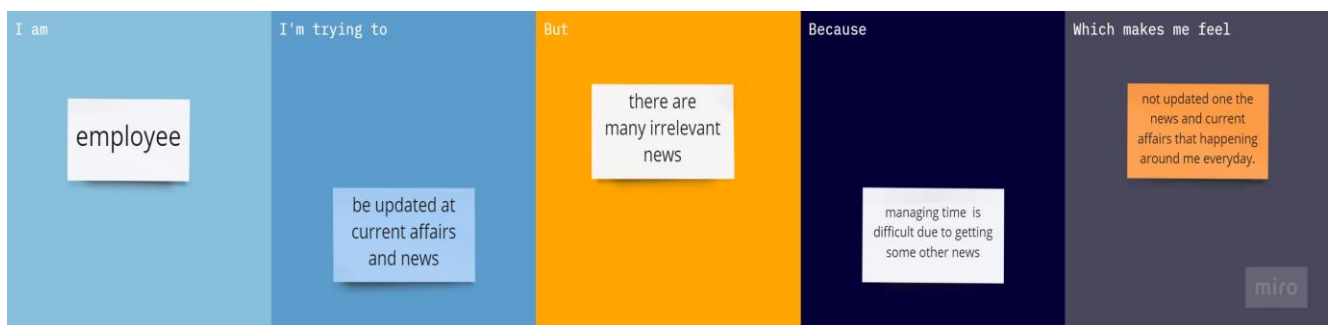 I am
employee
I'm trying to
be updated at
current affairs
and news
But
there are
many irrelevant
news
Because
managing time is
difficult due to getting
some other news
Which makes me feel
not updated one the
news and current
affairs that happening
around me everyday.
miro